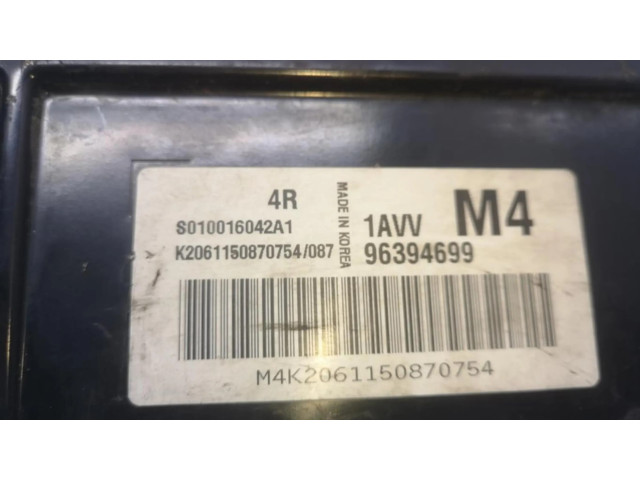 4R
S010016042A1
K2061150870754/087
MADE IN KOREA
1AVV M4
96394699
M4K2061150870754